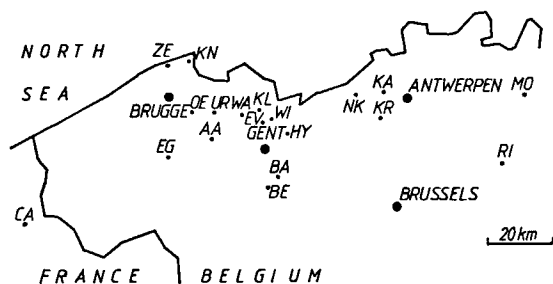 NORTH
ZE KN
SEA
KA ANTWERPEN MO
BRUGGE OE UR WA KL NK KR
EV WI
AA GENT HY
EG RI
BA
BE BRUSSELS
CA
20 km
FRANCE BELGIUM